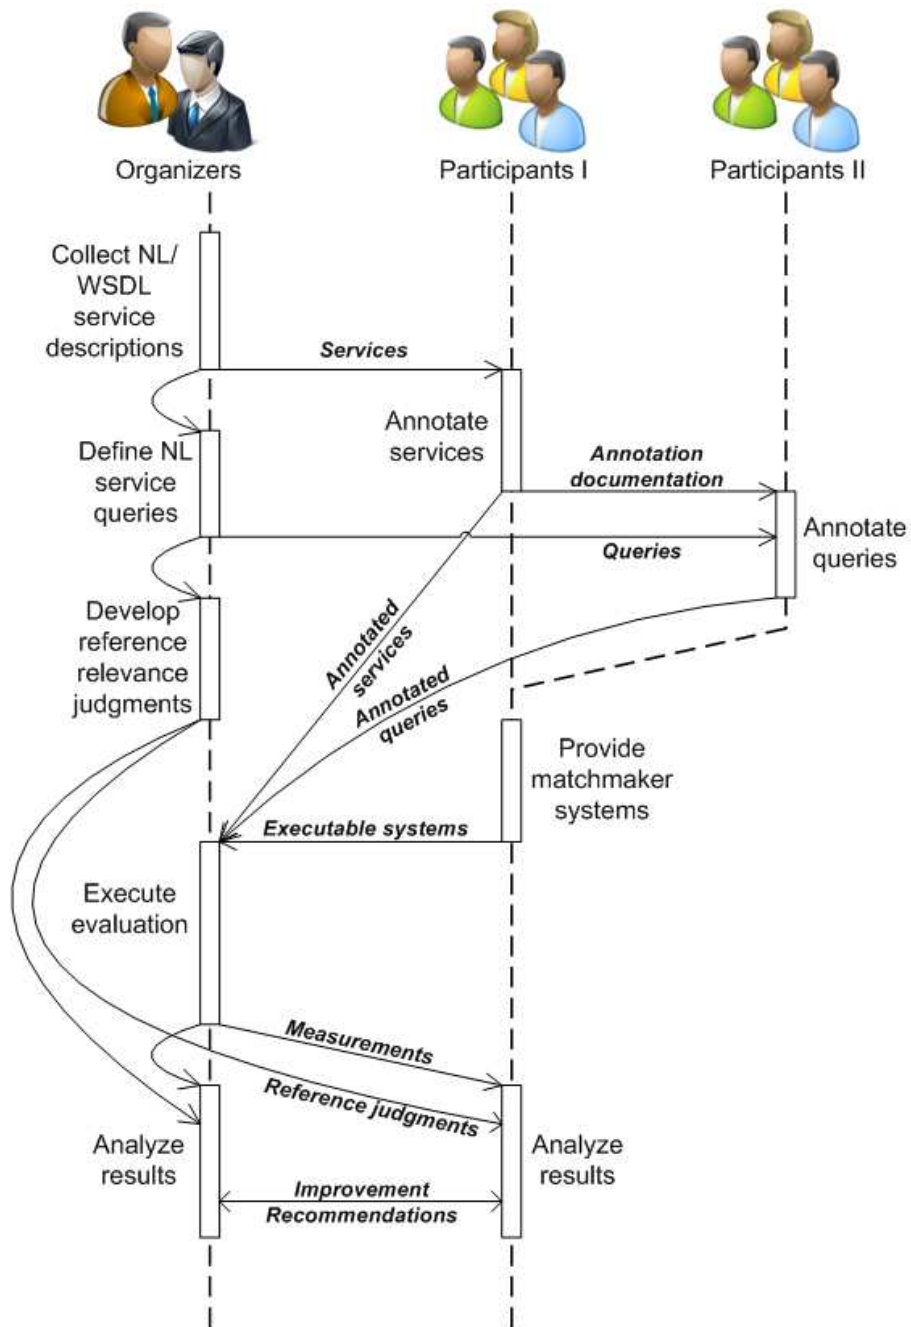 Organizers
Participants I
Participants II
Collect NL/
WSDL
service
descriptions
Services
Annotate
services
Annotation
documentation
Define NL
service
queries
Queries
Annotate
queries
Develop
reference
relevance
judgments
Annotated
services
Annotated
queries
Provide
matchmaker
systems
Executable systems
Execute
evaluation
Measurements
Reference judgments
Analyze
results
Analyze
results
Improvement
Recommendations